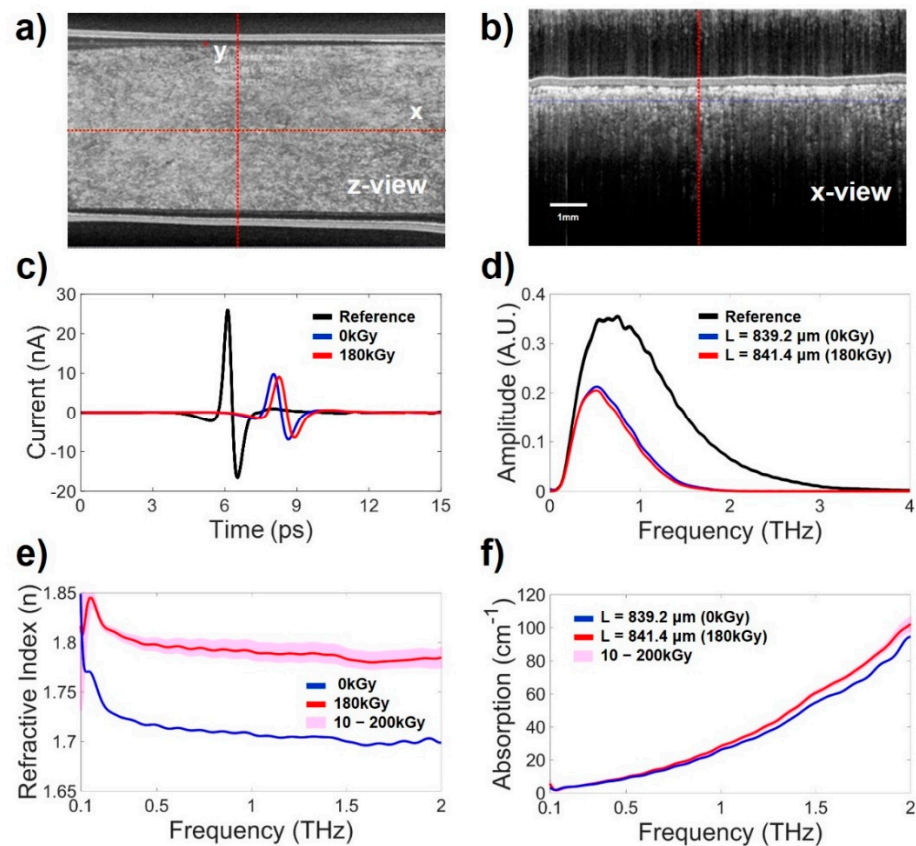 a)
y
x
z-view
b)
1mm
x-view
c)
30
20
10
0
-10
-20
Current (nA)
Reference
0kGy
180kGy
0
3
6
9
12
15
Time (ps)
d)
0.4
0.3
0.2
0.1
0
Amplitude (A.U.)
Reference
L = 839.2 µm (0kGy)
L = 841.4 µm (180kGy)
0
1
2
3
4
Frequency (THz)
e)
1.85
1.8
1.75
1.7
1.65
Refractive Index (n)
0kGy
180kGy
10 – 200kGy
0.1
0.5
1
1.5
2
Frequency (THz)
f)
120
100
80
60
40
20
0
Absorption (cm⁻¹)
L = 839.2 µm (0kGy)
L = 841.4 µm (180kGy)
10 – 200kGy
0.1
0.5
1
1.5
2
Frequency (THz)